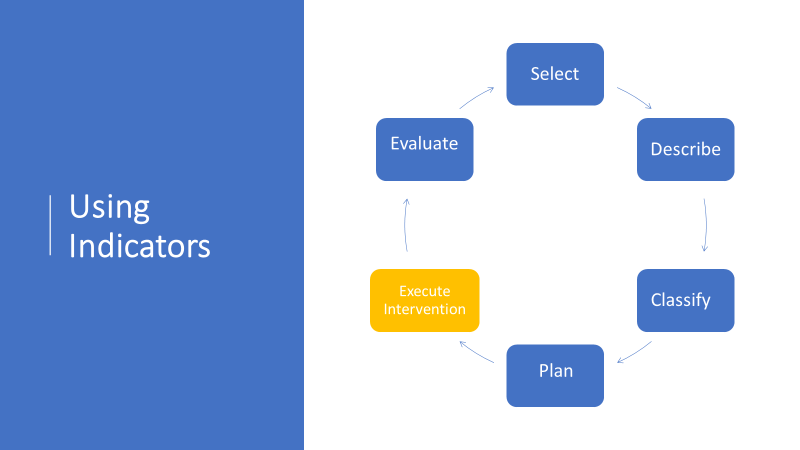 Using
Indicators
Select
Describe
Classify
Plan
Execute
Intervention
Evaluate